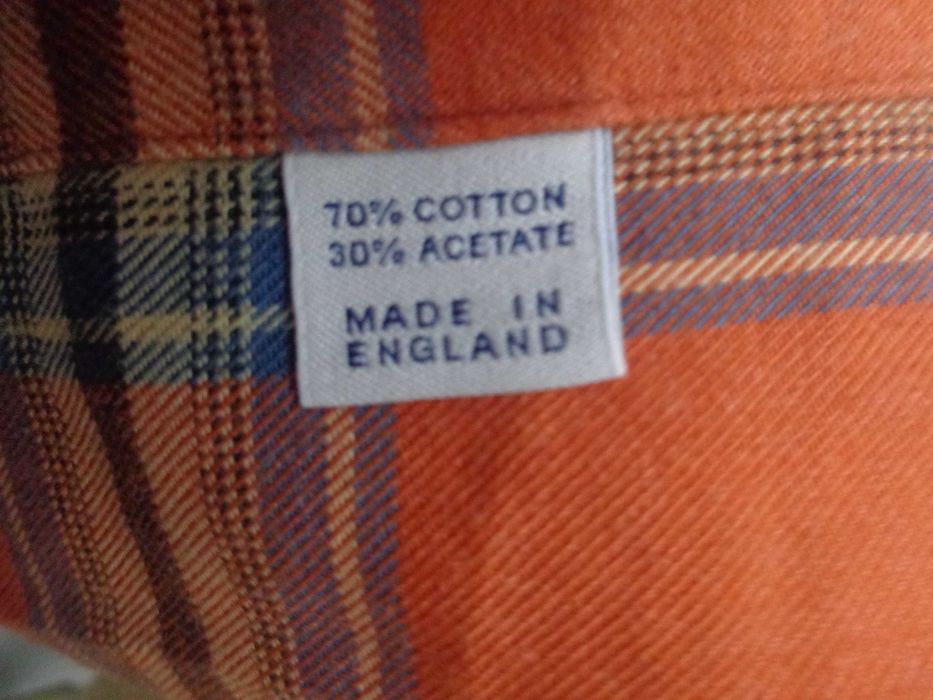 70% COTTON
30% ACETATE
MADE IN
ENGLAND